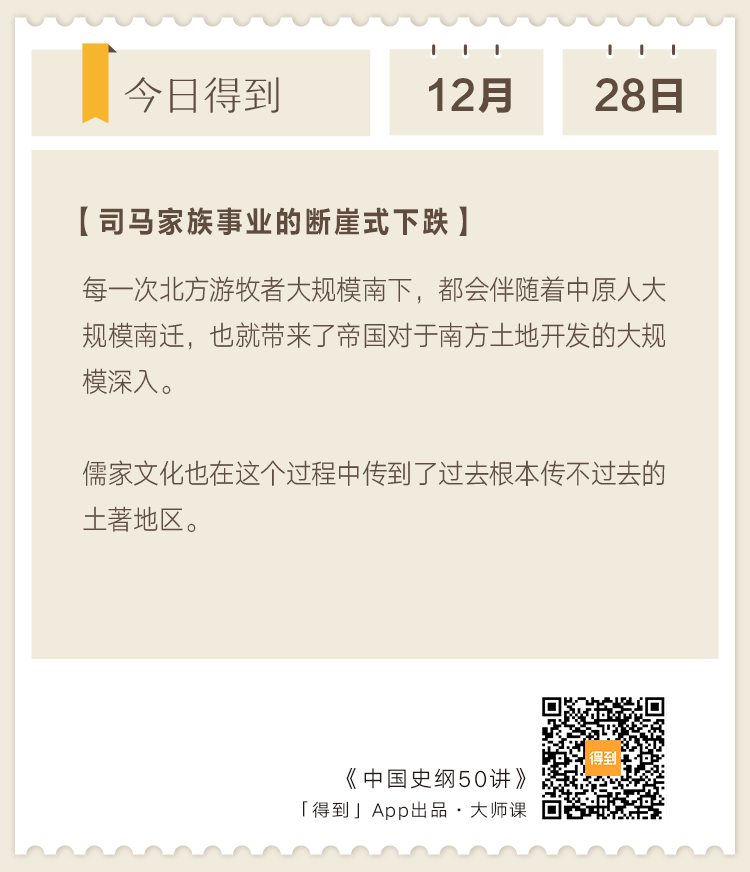 今日得到
12月
28日
【司马家族事业的断崖式下跌】
每一次北方游牧者大规模南下，都会伴随着中原人大
规模南迁，也就带来了帝国对于南方土地开发的大规
模深入。
儒家文化也在这个过程中传到了过去根本传不过去的
土著地区。
得到
《中国史纲50讲》
「得到」App出品·大师课